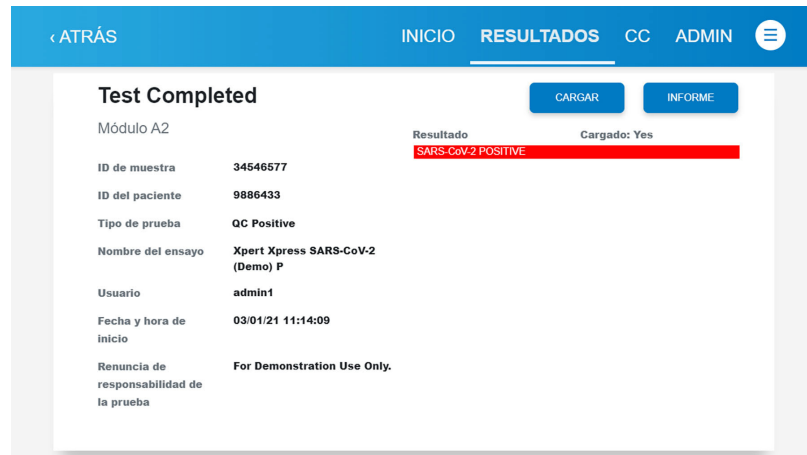 ‹ ATRÁS
INICIO RESULTADOS CC ADMIN
Test Completed
CARGAR INFORME
Módulo A2
Resultado Cargado: Yes
SARS-CoV-2 POSITIVE
ID de muestra 34546577
ID del paciente 9886433
Tipo de prueba QC Positive
Nombre del ensayo Xpert Xpress SARS-CoV-2
(Demo) P
Usuario admin1
Fecha y hora de 03/01/21 11:14:09
inicio
Renuncia de For Demonstration Use Only.
responsabilidad de
la prueba